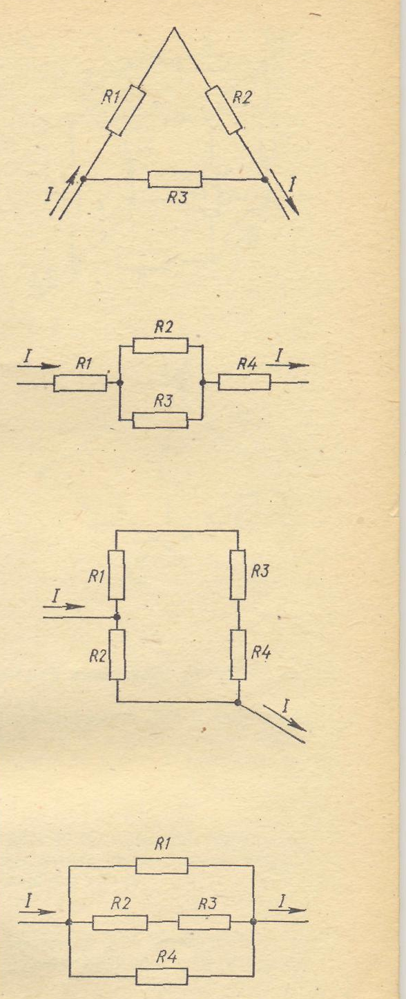 R1 R2
I I
R3
R2
I R1 R4 I
R3
R1 R3
I
R2 R4
I
R1
I R2 R3 I
R4